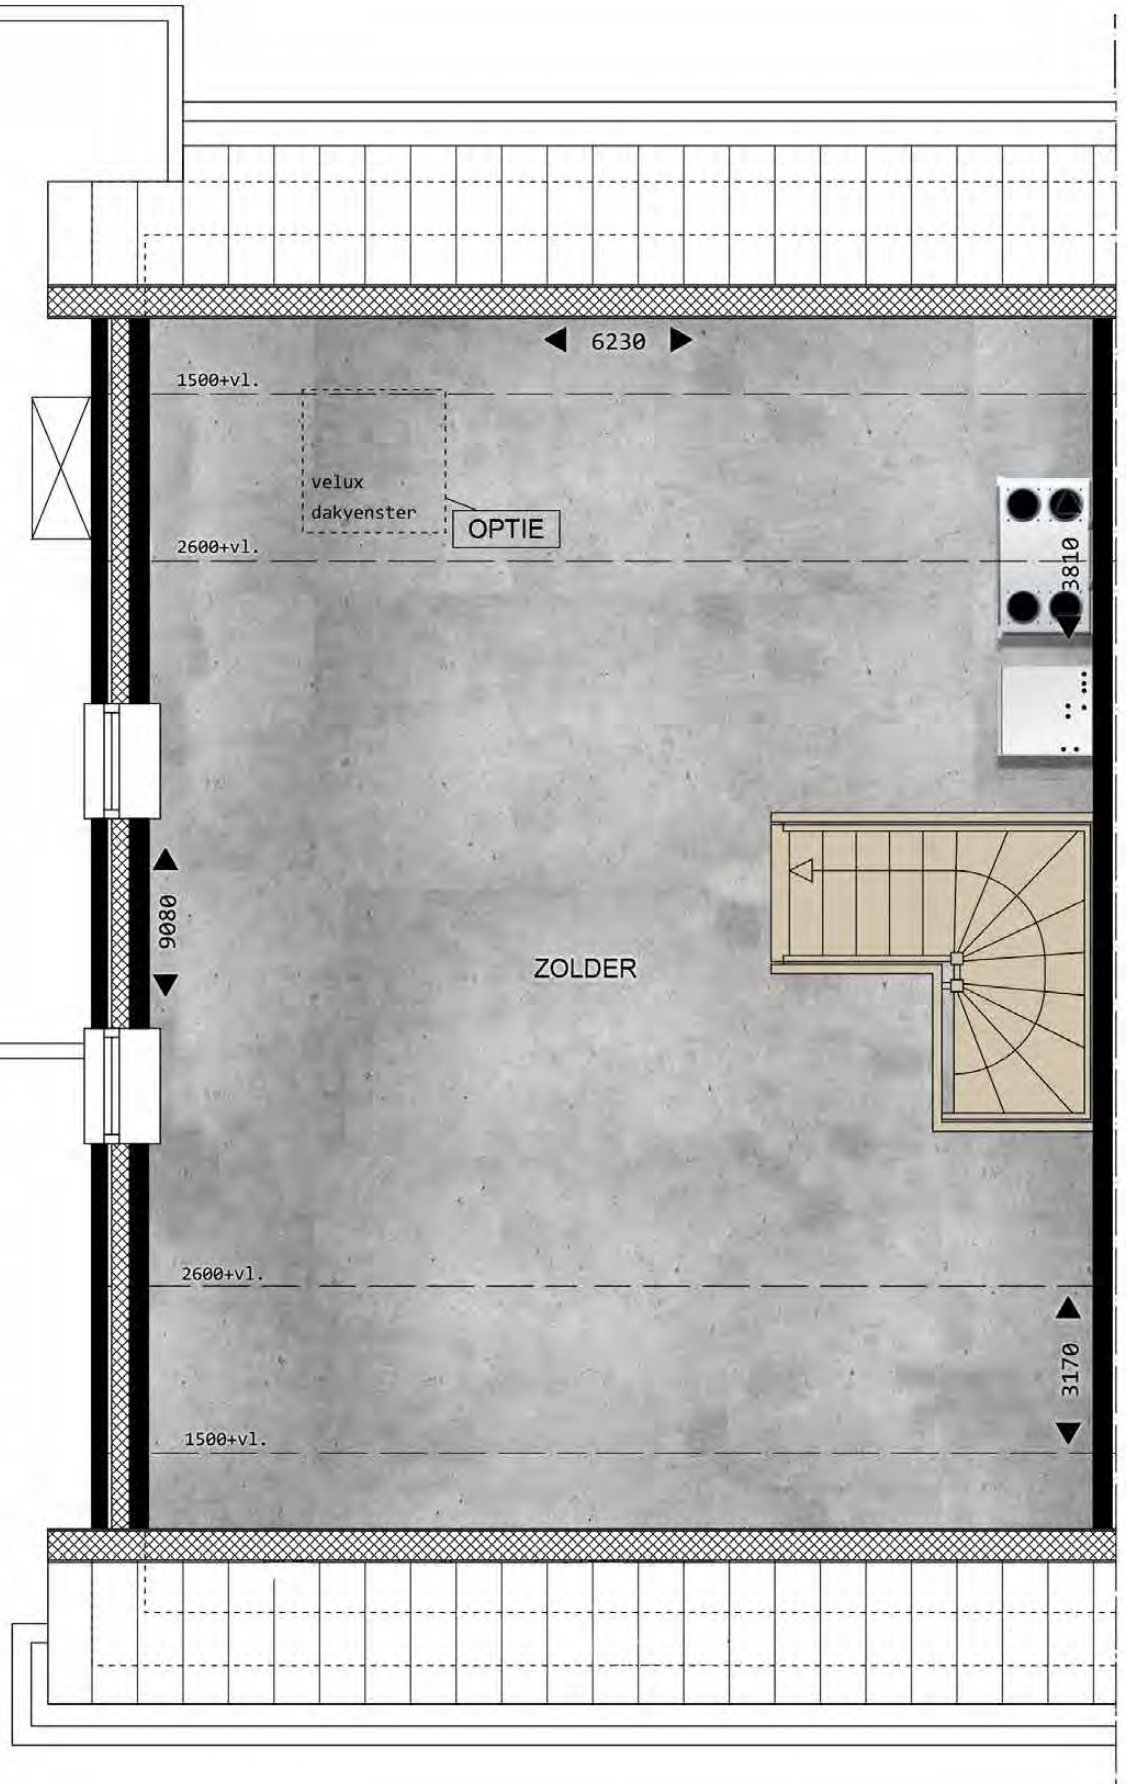 6230
1500+vl.
velux
dakvenster
OPTIE
2600+vl.
3810
9080
ZOLDER
2600+vl.
3170
1500+vl.